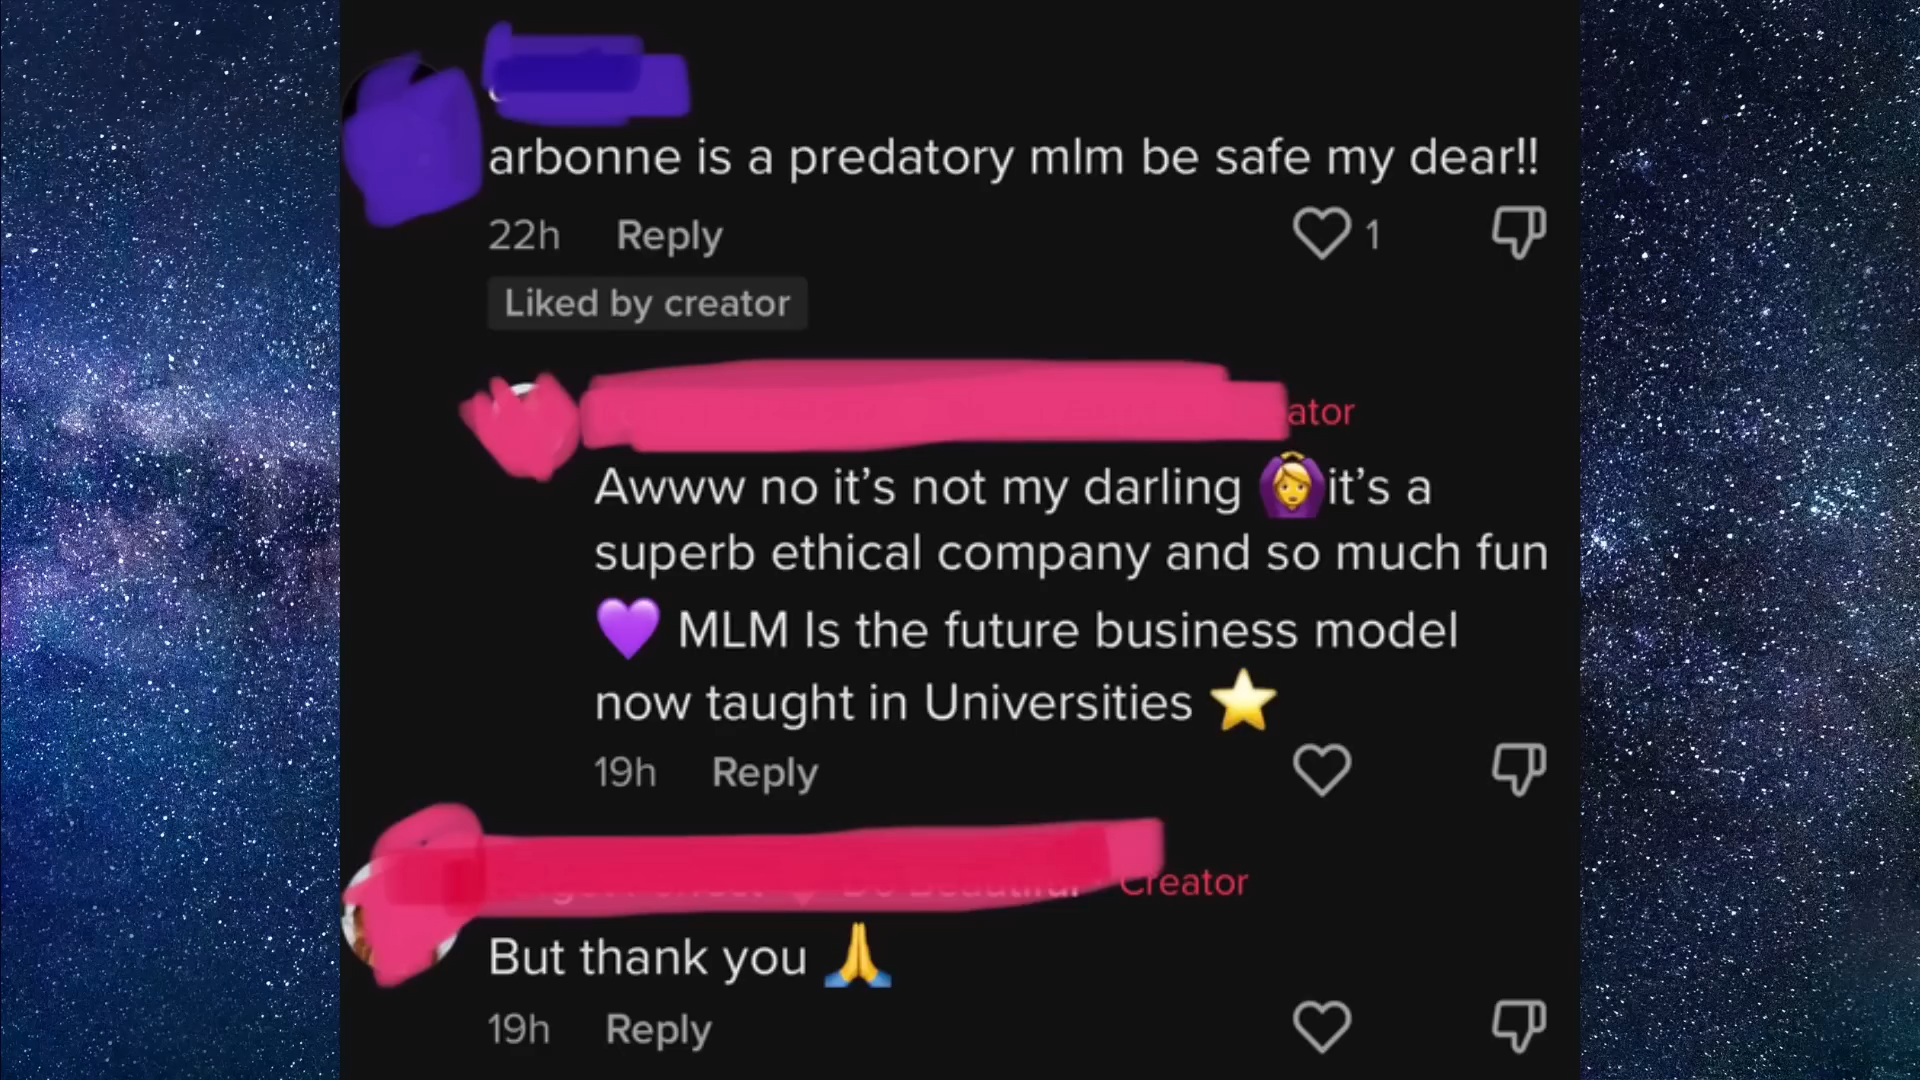 arbonne is a predatory mlm be safe my dear!!
22h Reply 1
Liked by creator
ator
Awww no it’s not my darling 🙆‍♀️it’s a
superb ethical company and so much fun
💜 MLM Is the future business model
now taught in Universities ⭐
19h Reply
Creator
But thank you 🙏
19h Reply